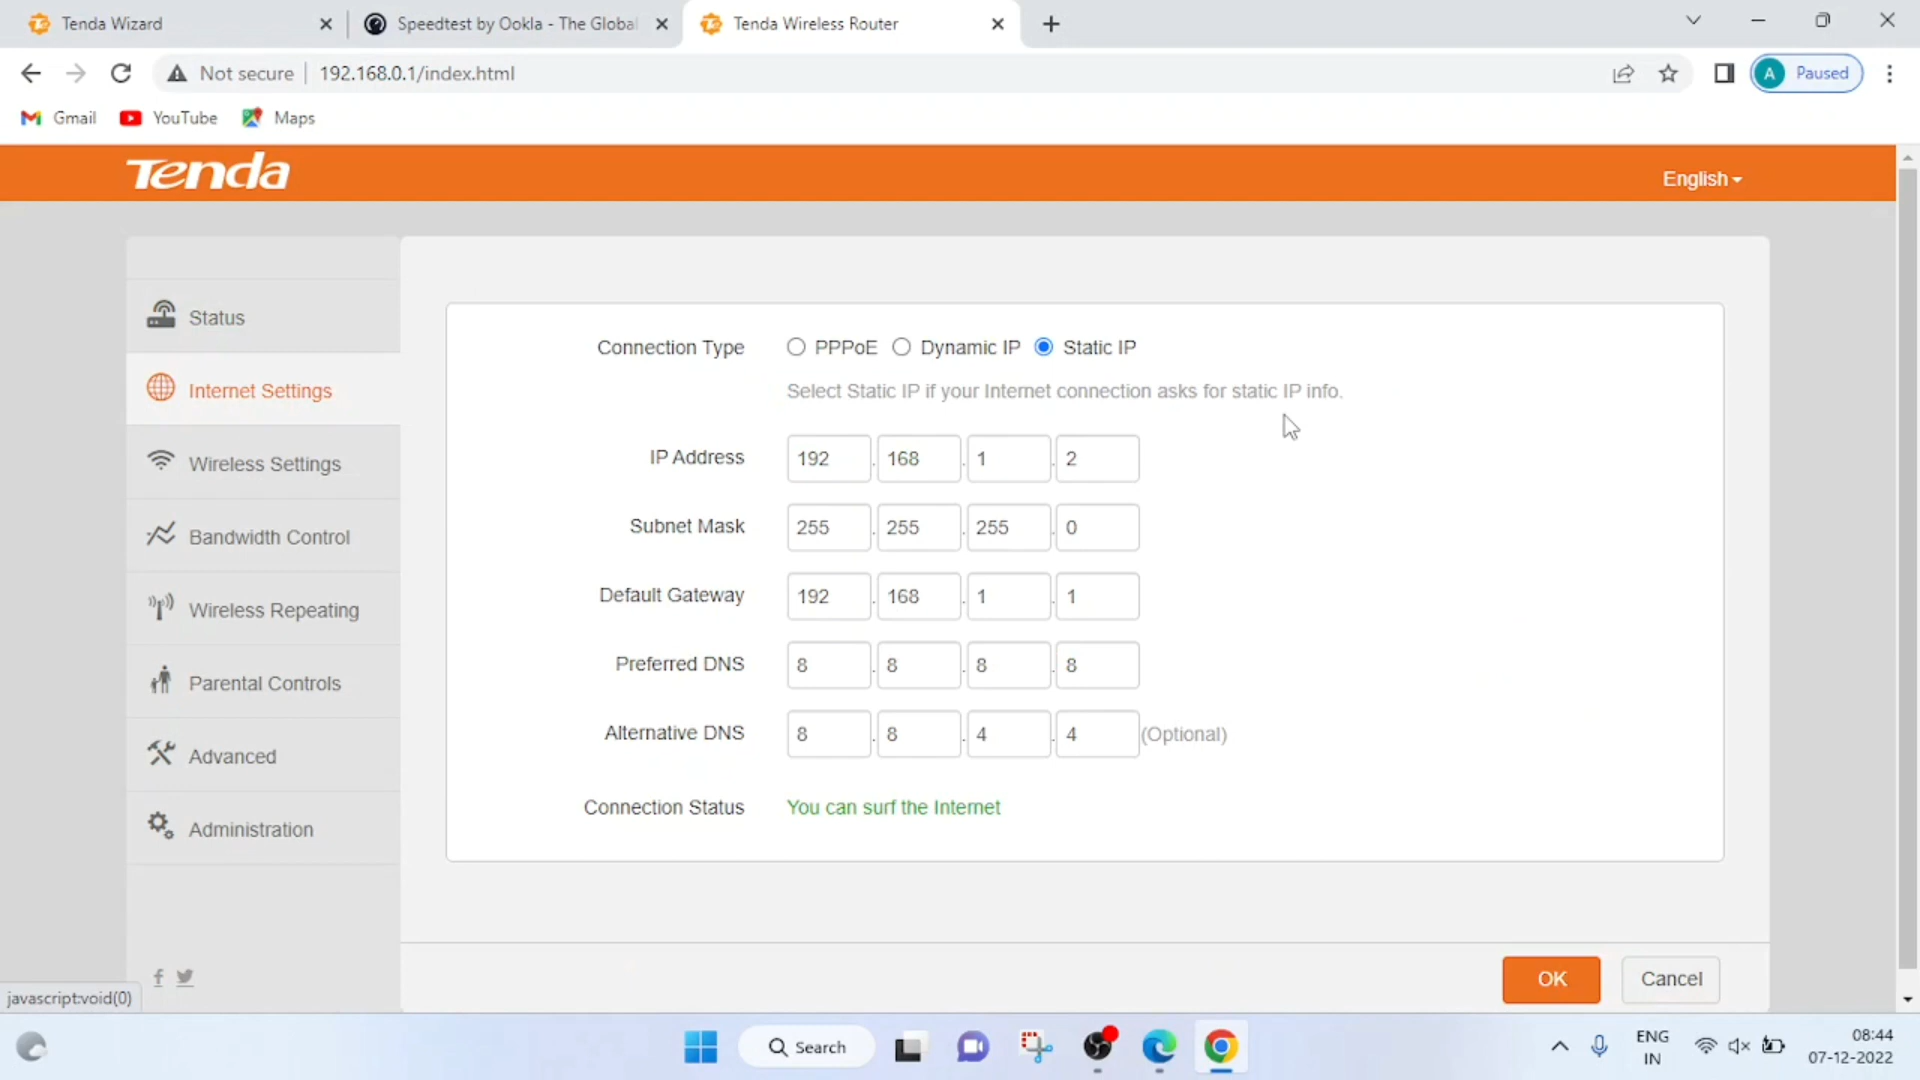 Tenda Wizard
Speedtest by Ookla - The Global
Tenda Wireless Router
Not secure
192.168.0.1/index.html
A Paused
Gmail
YouTube
Maps
Tenda
English
Status
Internet Settings
Wireless Settings
Bandwidth Control
Wireless Repeating
Parental Controls
Advanced
Administration
Connection Type PPPoE Dynamic IP Static IP
Select Static IP if your Internet connection asks for static IP info.
IP Address 192 . 168 . 1 . 2
Subnet Mask 255 . 255 . 255 . 0
Default Gateway 192 . 168 . 1 . 1
Preferred DNS 8 . 8 . 8 . 8
Alternative DNS 8 . 8 . 4 . 4 (Optional)
Connection Status You can surf the Internet
OK Cancel
javascript:void(0)
Search
ENG
IN
08:44
07-12-2022